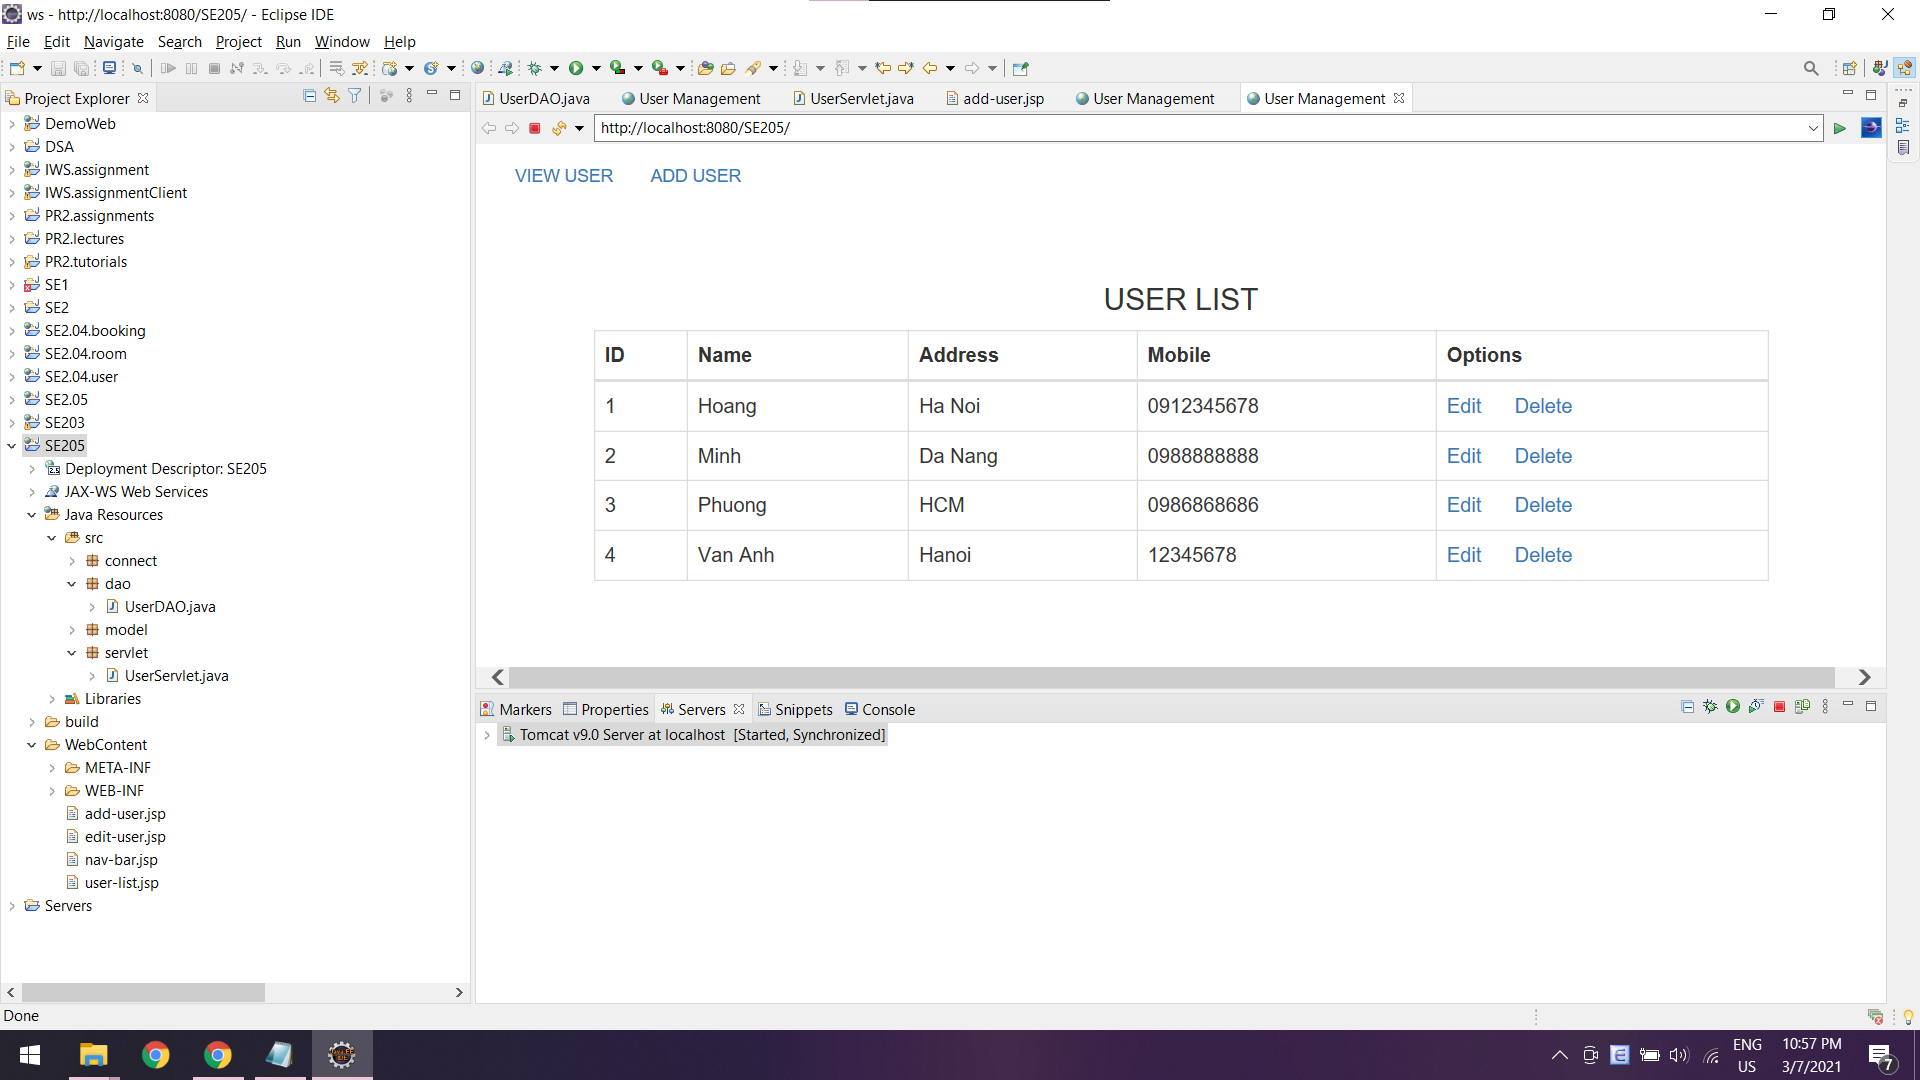 ws - http://localhost:8080/SE205/ - Eclipse IDE
File Edit Navigate Search Project Run Window Help
Project Explorer
UserDAO.java User Management UserServlet.java add-user.jsp User Management User Management
http://localhost:8080/SE205/
DemoWeb
DSA
IWS.assignment
IWS.assignmentClient
PR2.assignments
PR2.lectures
PR2.tutorials
SE1
SE2
SE2.04.booking
SE2.04.room
SE2.04.user
SE2.05
SE203
SE205
Deployment Descriptor: SE205
JAX-WS Web Services
Java Resources
src
connect
dao
UserDAO.java
model
servlet
UserServlet.java
Libraries
build
WebContent
META-INF
WEB-INF
add-user.jsp
edit-user.jsp
nav-bar.jsp
user-list.jsp
Servers
VIEW USER ADD USER
USER LIST
ID Name Address Mobile Options
1 Hoang Ha Noi 0912345678 Edit Delete
2 Minh Da Nang 0988888888 Edit Delete
3 Phuong HCM 0986868686 Edit Delete
4 Van Anh Hanoi 12345678 Edit Delete
Markers Properties Servers Snippets Console
Tomcat v9.0 Server at localhost [Started, Synchronized]
Done
ENG
US
10:57 PM
3/7/2021
7